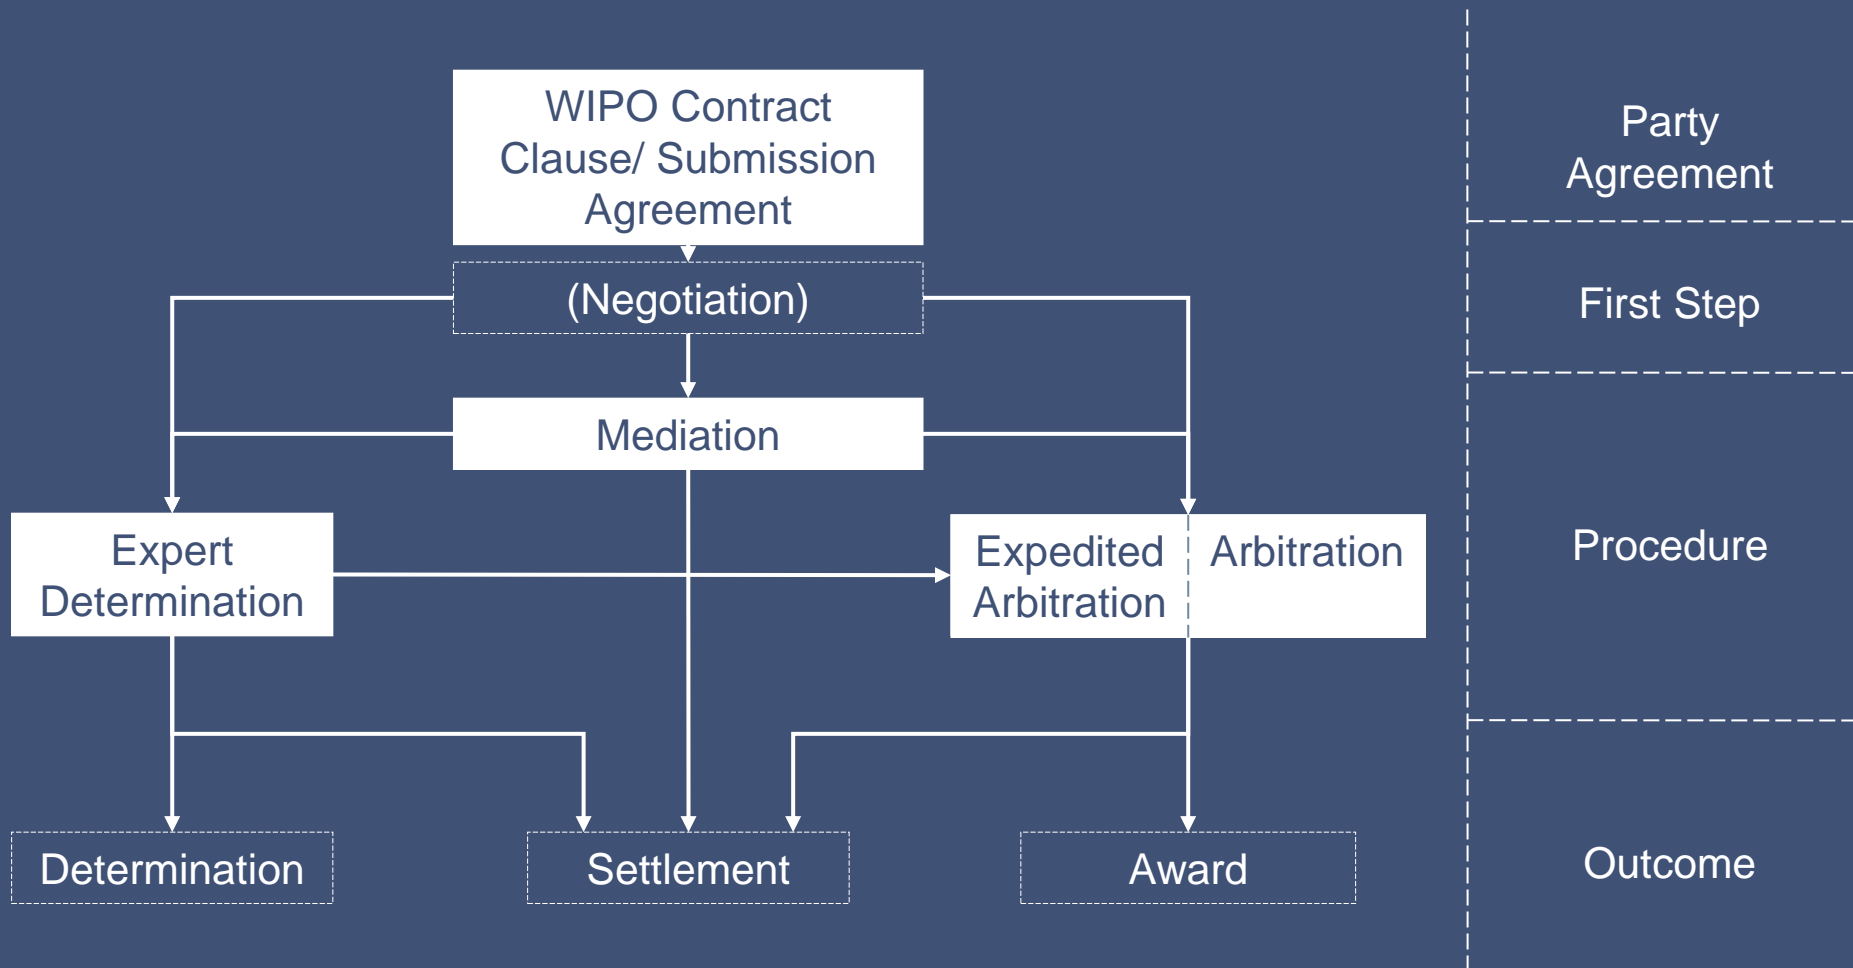 WIPO Contract
Clause/ Submission
Agreement
Party
Agreement
(Negotiation)
First Step
Mediation
Expert
Determination
Expedited
Arbitration
Arbitration
Procedure
Determination
Settlement
Award
Outcome